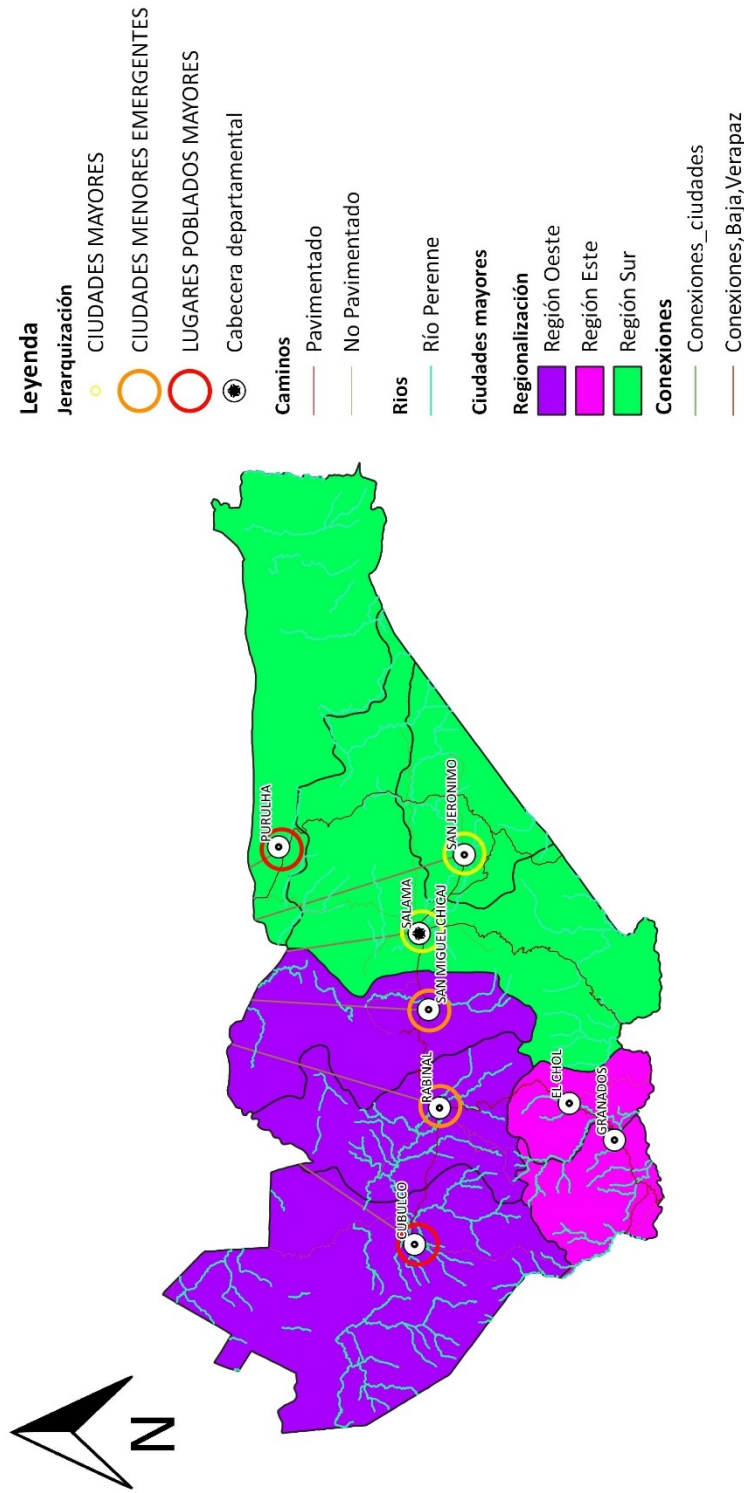 N
PURULHA
SALAMA
SAN JERONIMO
SAN MIGUEL CHICAJ
RABINAL
CUBULCO
EL CHOL
GRANADOS
Leyenda
Jerarquización
CIUDADES MAYORES
CIUDADES MENORES EMERGENTES
LUGARES POBLADOS MAYORES
Cabecera departamental
Caminos
Pavimentado
No Pavimentado
Rios
Río Perenne
Ciudades mayores
Regionalización
Región Oeste
Región Este
Región Sur
Conexiones
Conexiones_ciudades
Conexiones,Baja,Verapaz